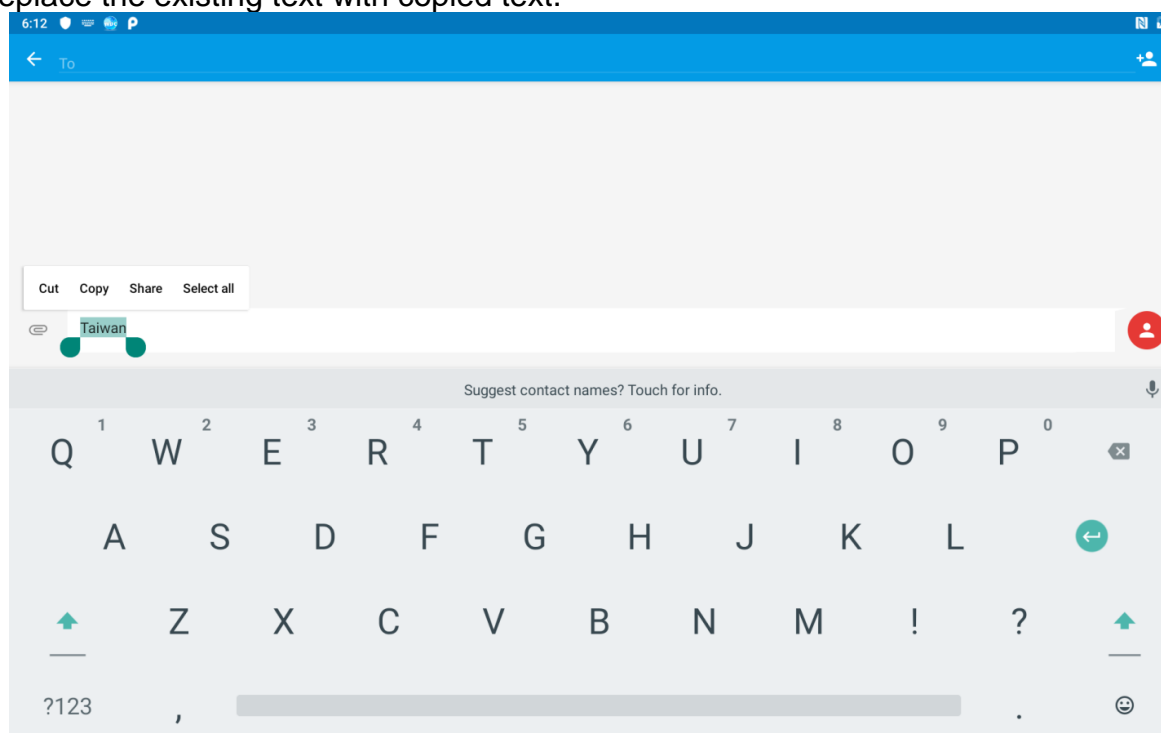 eplace the existing text with copied text.
6:12
To
Cut Copy Share Select all
Taiwan
Suggest contact names? Touch for info.
Q 1 W 2 E 3 R 4 T 5 Y 6 U 7 I 8 O 9 P 0
A S D F G H J K L
Z X C V B N M ! ?
?123 , .